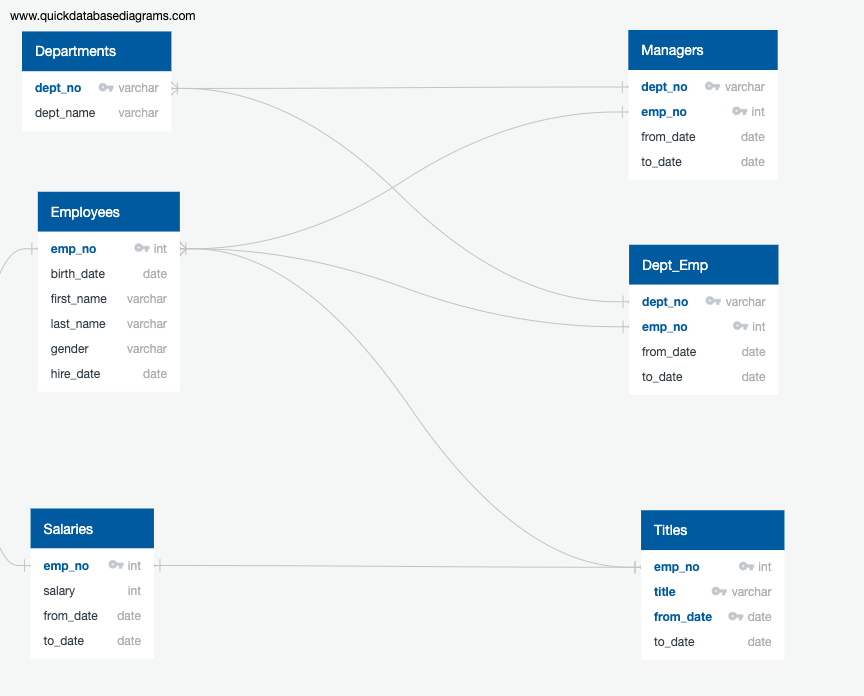 www.quickdatabasediagrams.com
Departments
dept_no varchar
dept_name varchar
Employees
emp_no int
birth_date date
first_name varchar
last_name varchar
gender varchar
hire_date date
Salaries
emp_no int
salary int
from_date date
to_date date
Managers
dept_no varchar
emp_no int
from_date date
to_date date
Dept_Emp
dept_no varchar
emp_no int
from_date date
to_date date
Titles
emp_no int
title varchar
from_date date
to_date date